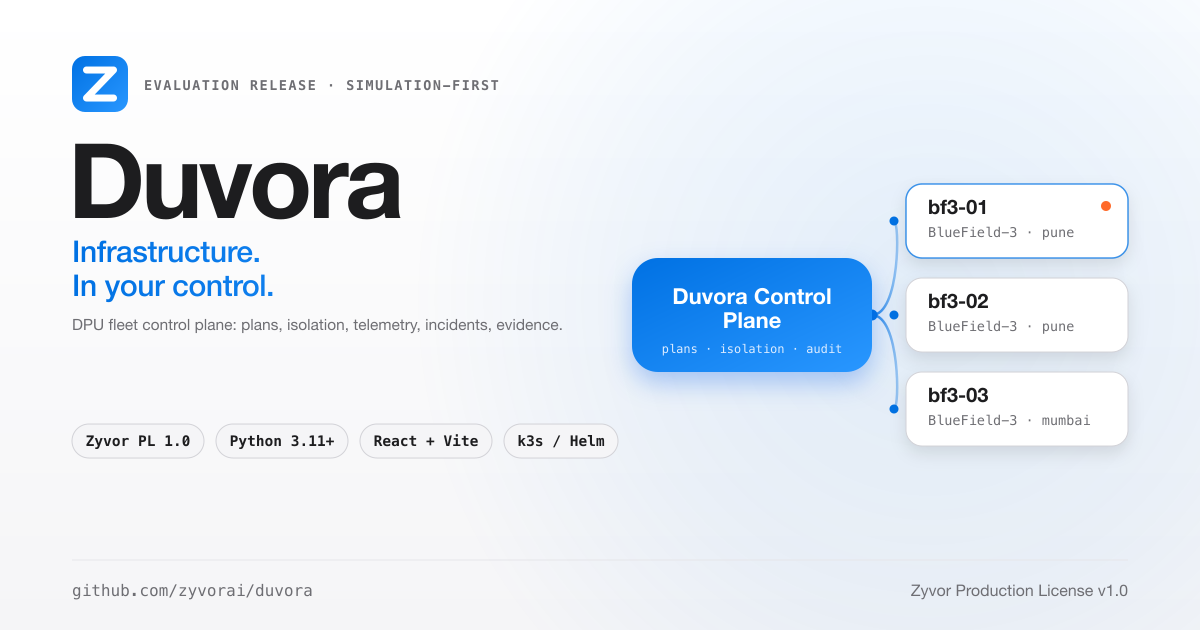 Z
EVALUATION RELEASE · SIMULATION–FIRST
Duvora
Infrastructure.
In your control.
DPU fleet control plane: plans, isolation, telemetry, incidents, evidence.
Zyvor PL 1.0
Python 3.11+
React + Vite
k3s / Helm
Duvora Control
Plane
plans · isolation · audit
bf3-01
BlueField–3 · pune
bf3-02
BlueField–3 · pune
bf3-03
BlueField–3 · mumbai
github.com/zyvorai/duvora
Zyvor Production License v1.0